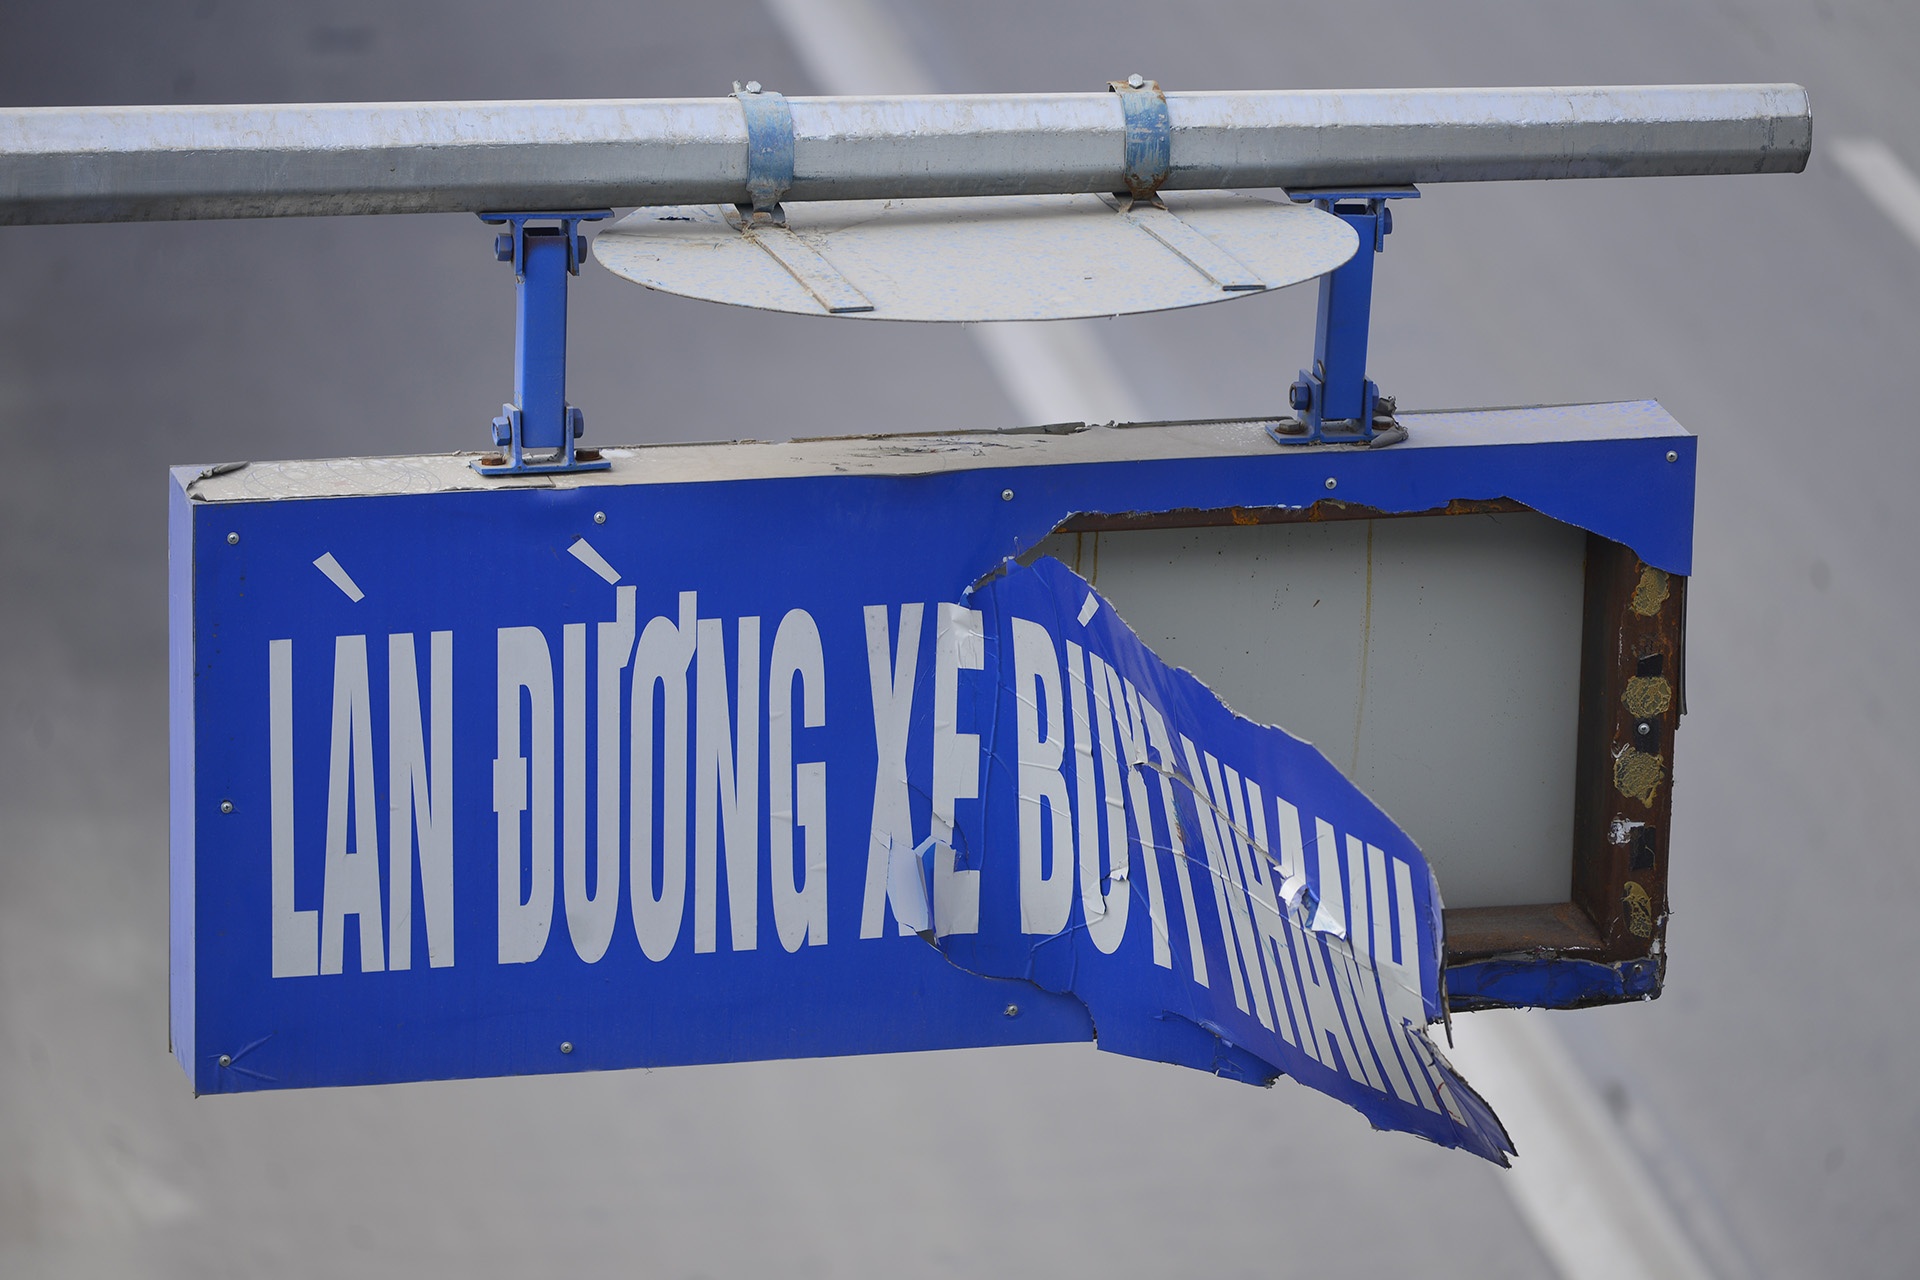 LÀN ĐƯỜNG XE BUÝT NHANH